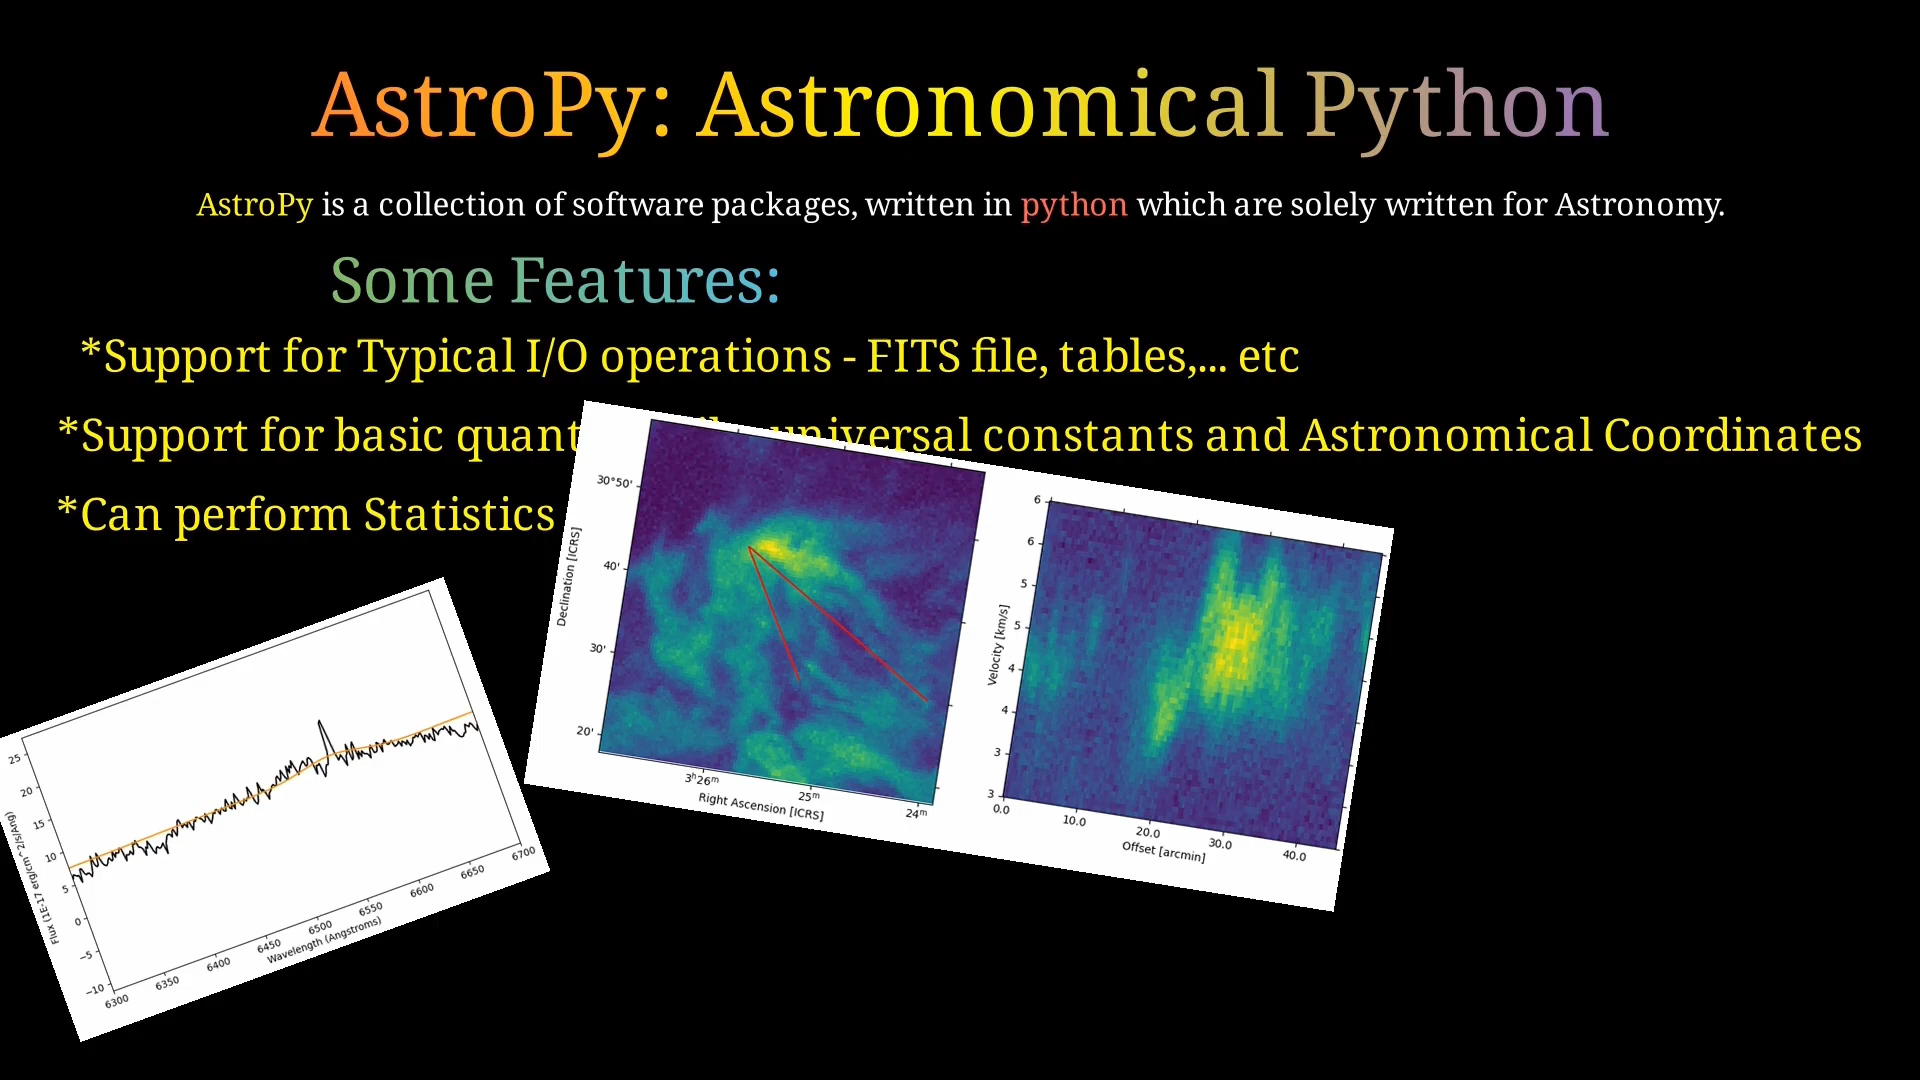 AstroPy: Astronomical Python
AstroPy is a collection of software packages, written in python which are solely written for Astronomy.
Some Features:
*Support for Typical I/O operations - FITS file, tables,... etc
*Support for basic universal constants and Astronomical Coordinates
*Can perform Statistics
30°50'
40'
30'
20'
Declination [ICRS]
3h26m
25m
24m
Right Ascension [ICRS]
6
6
5
5
4
4
3
3
Velocity [km/s]
0.0
10.0
20.0
30.0
40.0
Offset [arcmin]
25
20
15
10
5
0
−5
−10
Flux (1E-17 erg/cm^2/s/Ang)
6300
6350
6400
6450
6500
6550
6600
6650
6700
Wavelength (Angstroms)